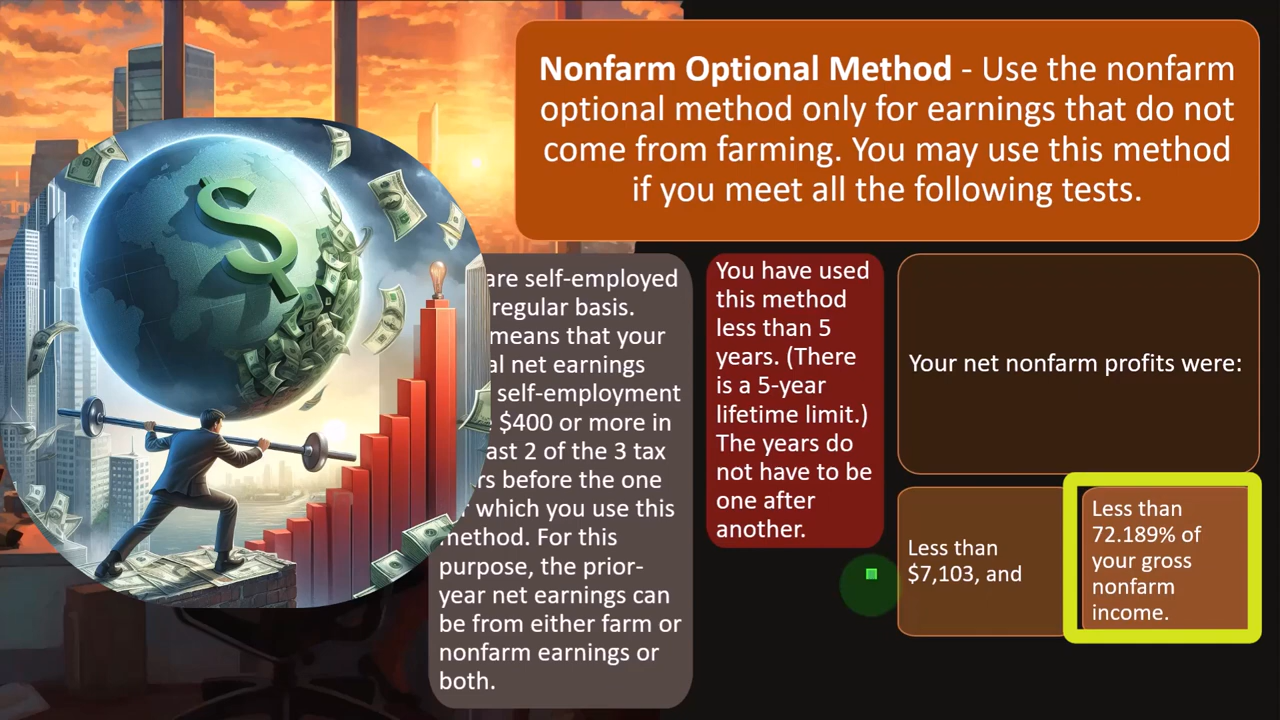 Nonfarm Optional Method - Use the nonfarm
optional method only for earnings that do not
come from farming. You may use this method
if you meet all the following tests.
are self-employed
regular basis.
means that your
net earnings
self-employment
$400 or more in
2 of the 3 tax
before the one
which you use this
method. For this
purpose, the prior-
year net earnings can
be from either farm or
nonfarm earnings or
both.
You have used
this method
less than 5
years. (There
is a 5-year
lifetime limit.)
The years do
not have to be
one after
another.
Your net nonfarm profits were:
Less than
$7,103, and
Less than
72.189% of
your gross
nonfarm
income.